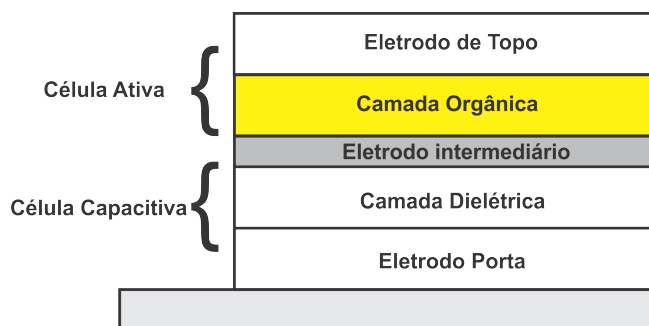 Eletrodo de Topo
Célula Ativa
Camada Orgânica
Eletrodo intermediário
Célula Capacitiva
Camada Dielétrica
Eletrodo Porta